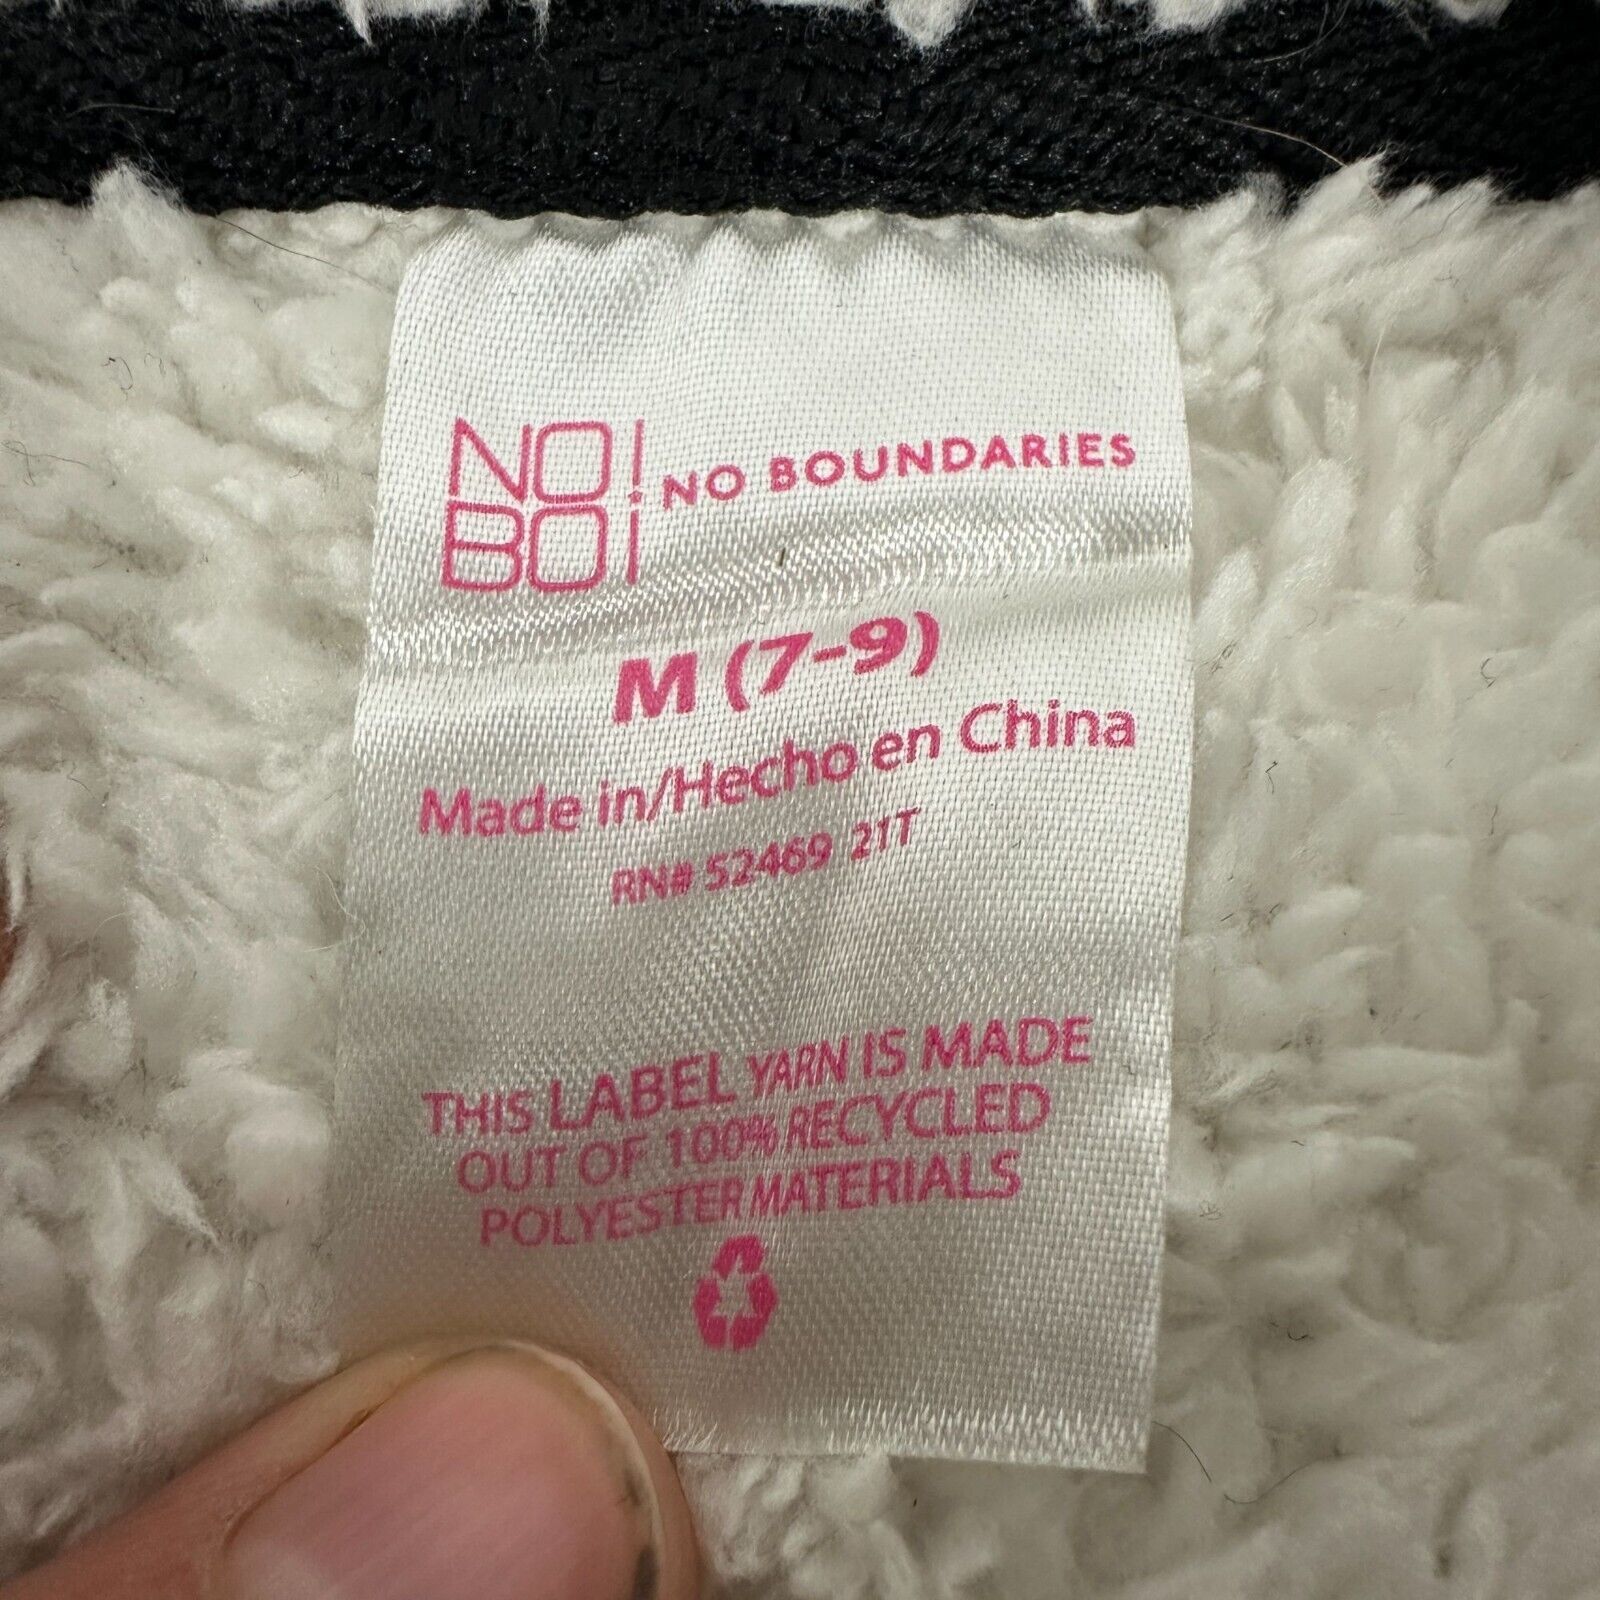 NO!
BO¡
NO BOUNDARIES
M (7-9)
Made in/Hecho en China
RN# 52469 21T
THIS LABEL YARN IS MADE
OUT OF 100% RECYCLED
POLYESTER MATERIALS